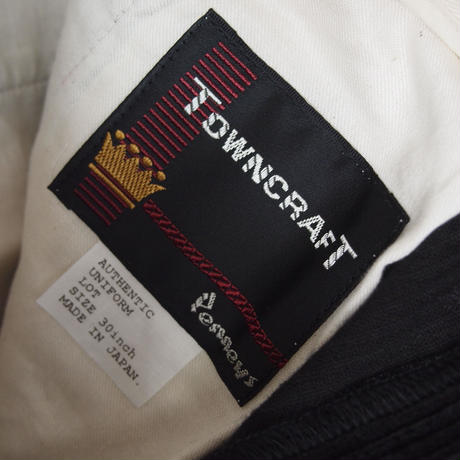 TOWNCRAFT
Penneys
AUTHENTIC
UNIFORM
LOT
SIZE 30inch
MADE IN JAPAN.